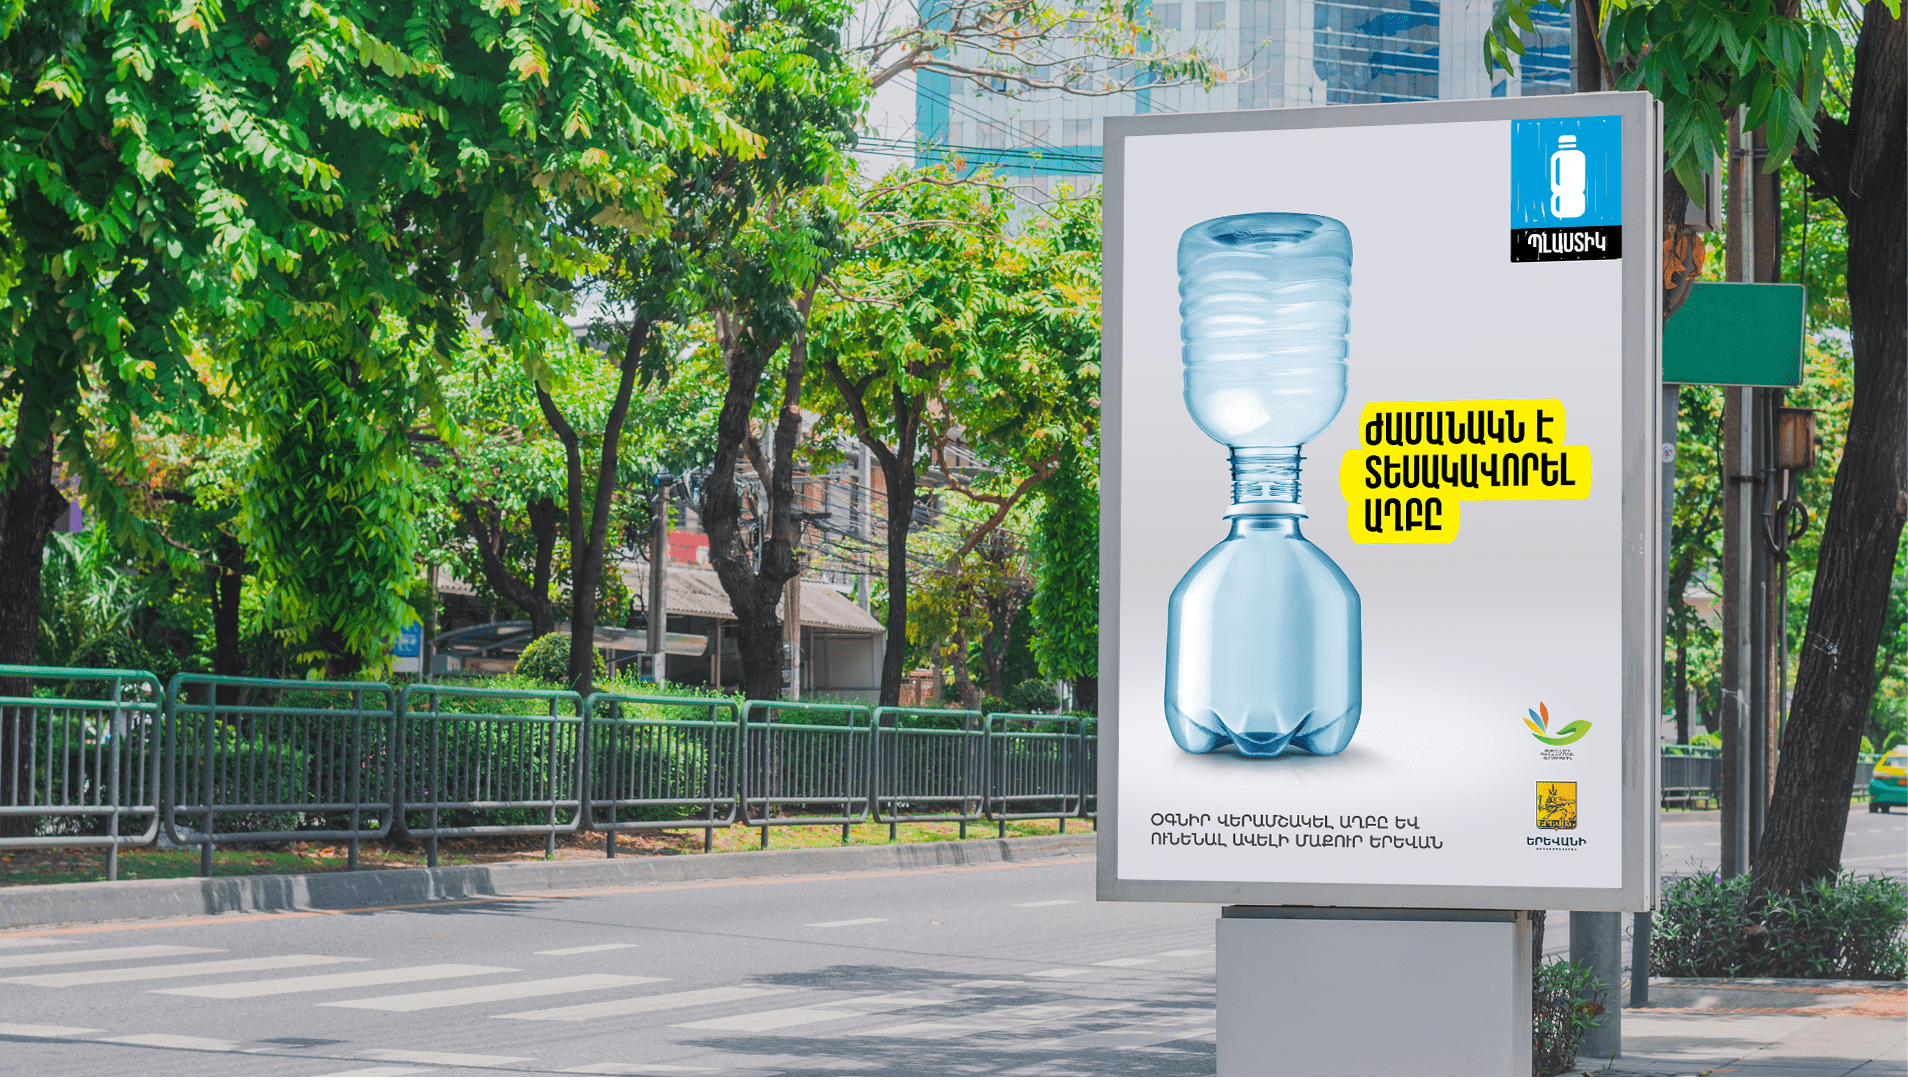 ՊԼԱՍՏԻԿ
ԺԱՄԱՆԱԿՆ Է
ՏԵՍԱԿԱՎՈՐԵԼ
ԱՂԲԸ
ՕԳՆԻՐ ՎԵՐԱՄՇԱԿԵԼ ԱՂԲԸ ԵՎ
ՈՒՆԵՆԱԼ ԱՎԵԼԻ ՄԱՔՈՒՐ ԵՐԵՎԱՆ
ԵՐԵՎԱՆԻ